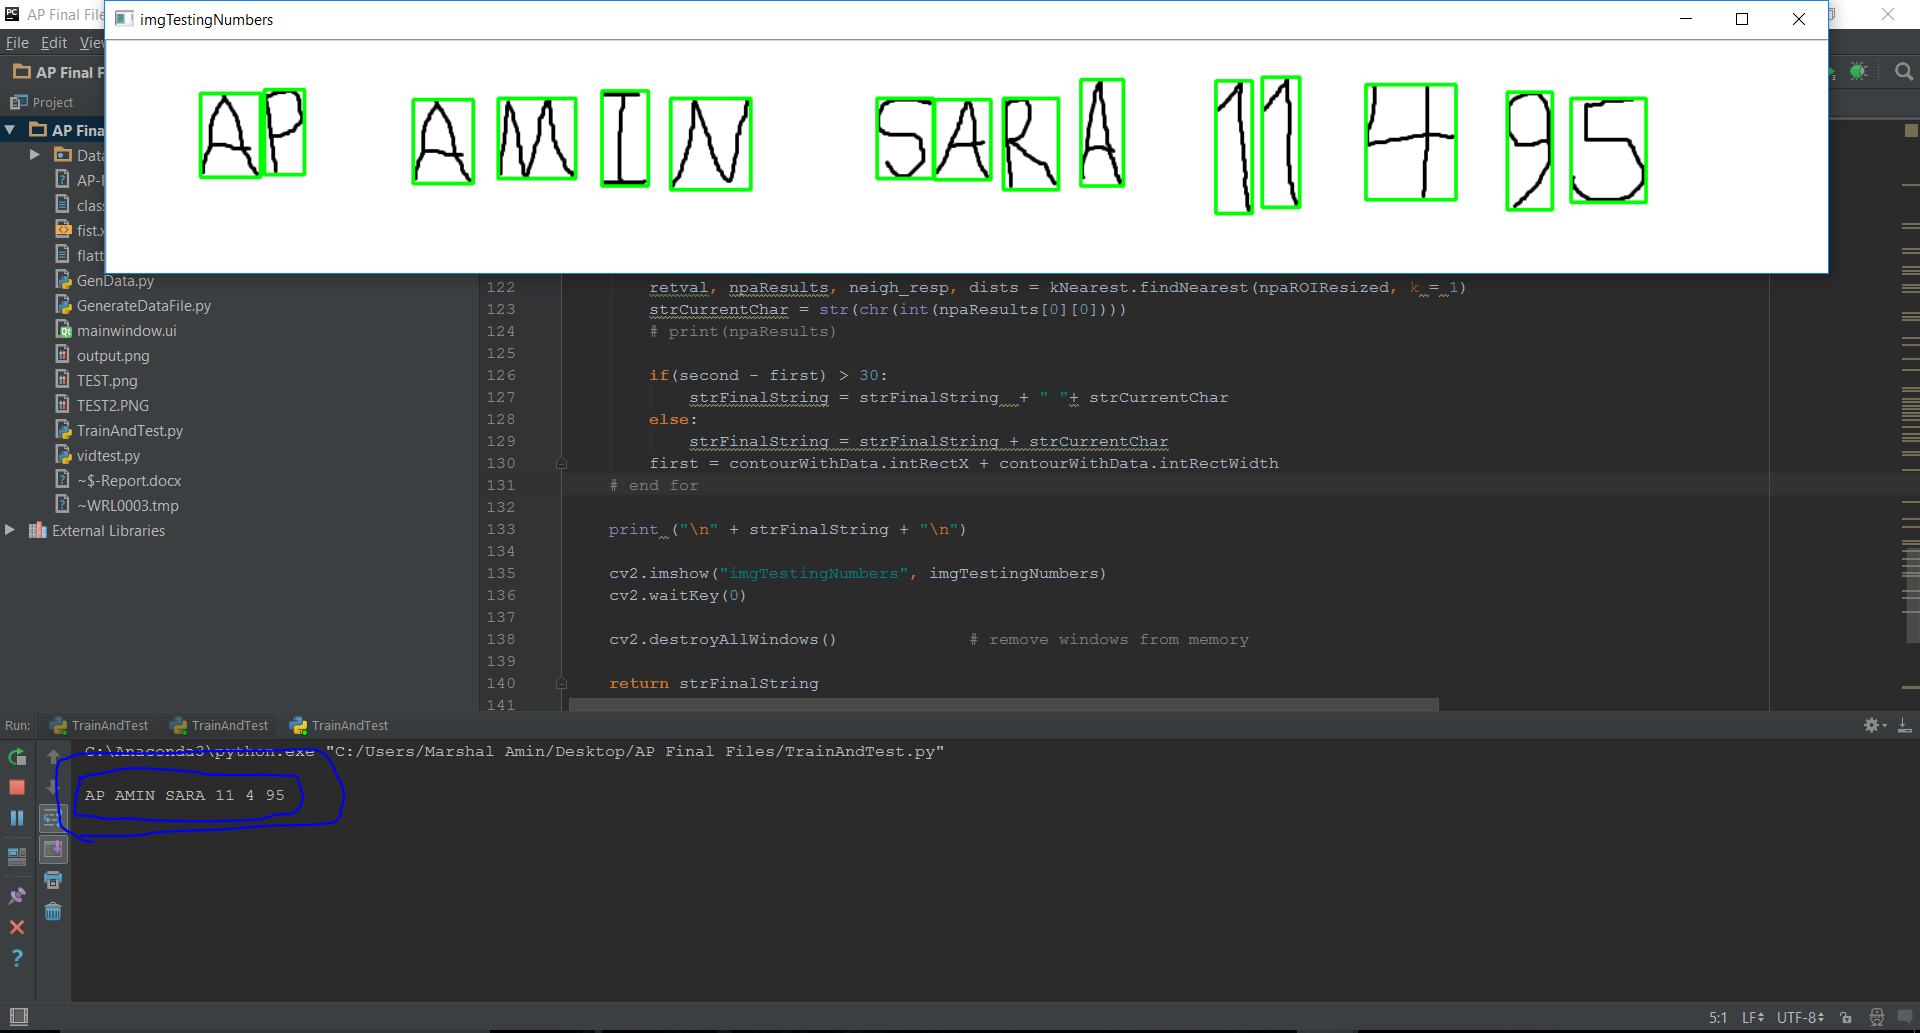 AP Final File
imgTestingNumbers
File Edit View
AP Final F
Project
AP AMIN SARA 11 4 95
AP Fina
Data
AP-
class
fist.x
flatt
GenData.py
GenerateDataFile.py
mainwindow.ui
output.png
TEST.png
TEST2.PNG
TrainAndTest.py
vidtest.py
~$-Report.docx
~WRL0003.tmp
External Libraries
122 retval, npaResults, neigh_resp, dists = kNearest.findNearest(npaROIResized, k = 1)
123 strCurrentChar = str(chr(int(npaResults[0][0])))
124 # print(npaResults)
125
126 if(second - first) > 30:
127 strFinalString = strFinalString + " "+ strCurrentChar
128 else:
129 strFinalString = strFinalString + strCurrentChar
130 first = contourWithData.intRectX + contourWithData.intRectWidth
131 # end for
132
133 print ("\n" + strFinalString + "\n")
134
135 cv2.imshow("imgTestingNumbers", imgTestingNumbers)
136 cv2.waitKey(0)
137
138 cv2.destroyAllWindows() # remove windows from memory
139
140 return strFinalString
141
Run: TrainAndTest TrainAndTest TrainAndTest
C:\Anaconda3\python.exe "C:/Users/Marshal Amin/Desktop/AP Final Files/TrainAndTest.py"
AP AMIN SARA 11 4 95
5:1 LF UTF-8